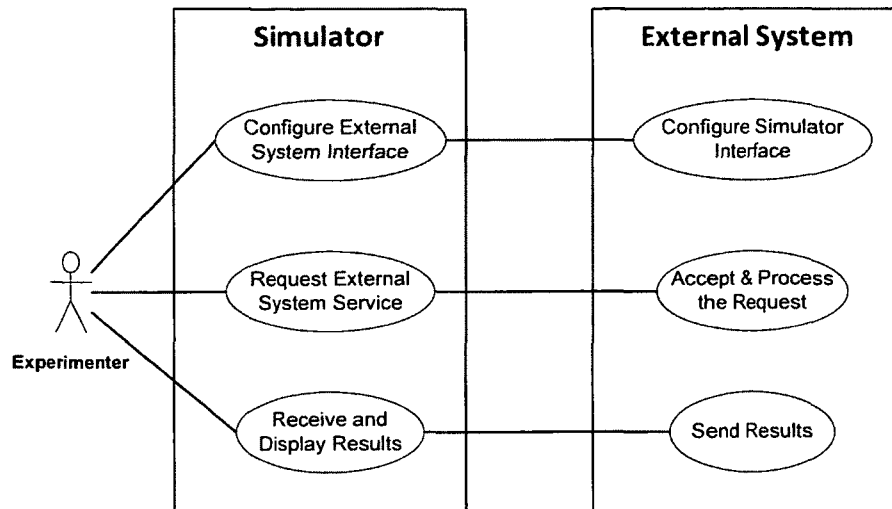 Simulator
External System
Configure External
System Interface
Configure Simulator
Interface
Request External
System Service
Accept & Process
the Request
Experimenter
Receive and
Display Results
Send Results